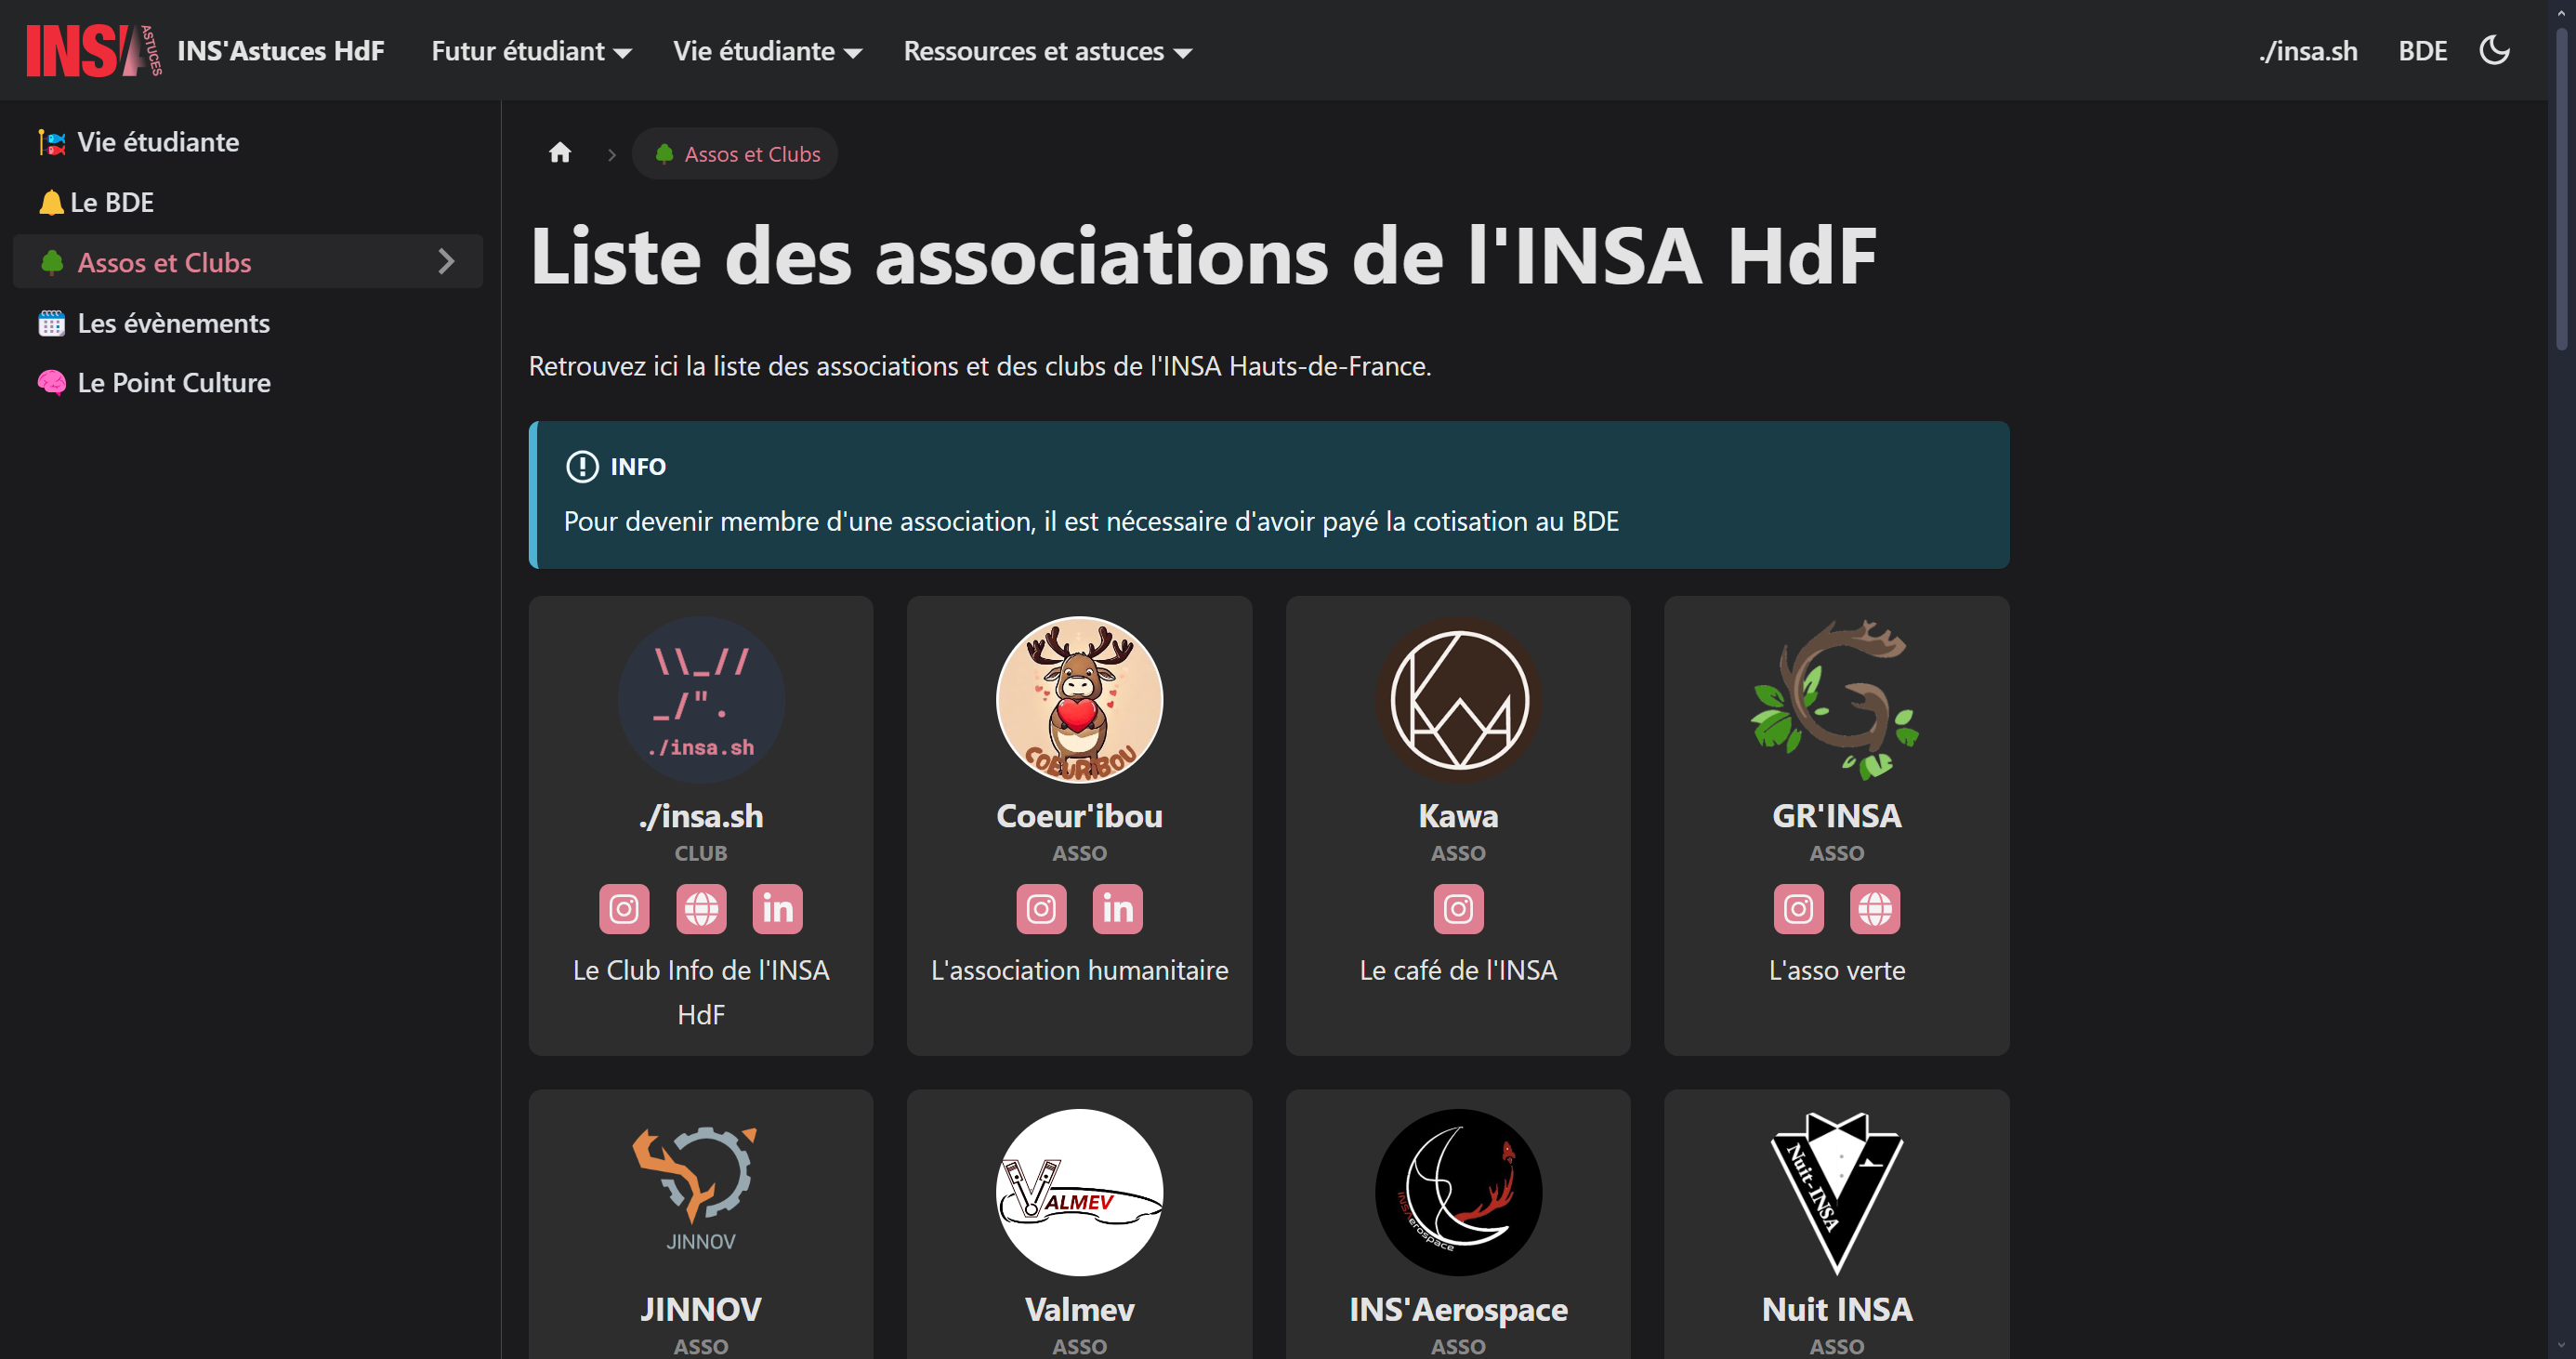 INSA ASTUCES
INS'Astuces HdF
Futur étudiant
Vie étudiante
Ressources et astuces
./insa.sh
BDE
Vie étudiante
Le BDE
Assos et Clubs
Les évènements
Le Point Culture
Assos et Clubs
Liste des associations de l'INSA HdF
Retrouvez ici la liste des associations et des clubs de l'INSA Hauts-de-France.
INFO
Pour devenir membre d'une association, il est nécessaire d'avoir payé la cotisation au BDE
\\_//
_/".
./insa.sh
./insa.sh
CLUB
in
Le Club Info de l'INSA
HdF
COEUR'IBOU
Coeur'ibou
ASSO
in
L'association humanitaire
Kawa
ASSO
Le café de l'INSA
GR'INSA
ASSO
L'asso verte
JINNOV
JINNOV
ASSO
VALMEV
Valmev
ASSO
INSAerospace
INS'Aerospace
ASSO
Nuit-INSA
Nuit INSA
ASSO